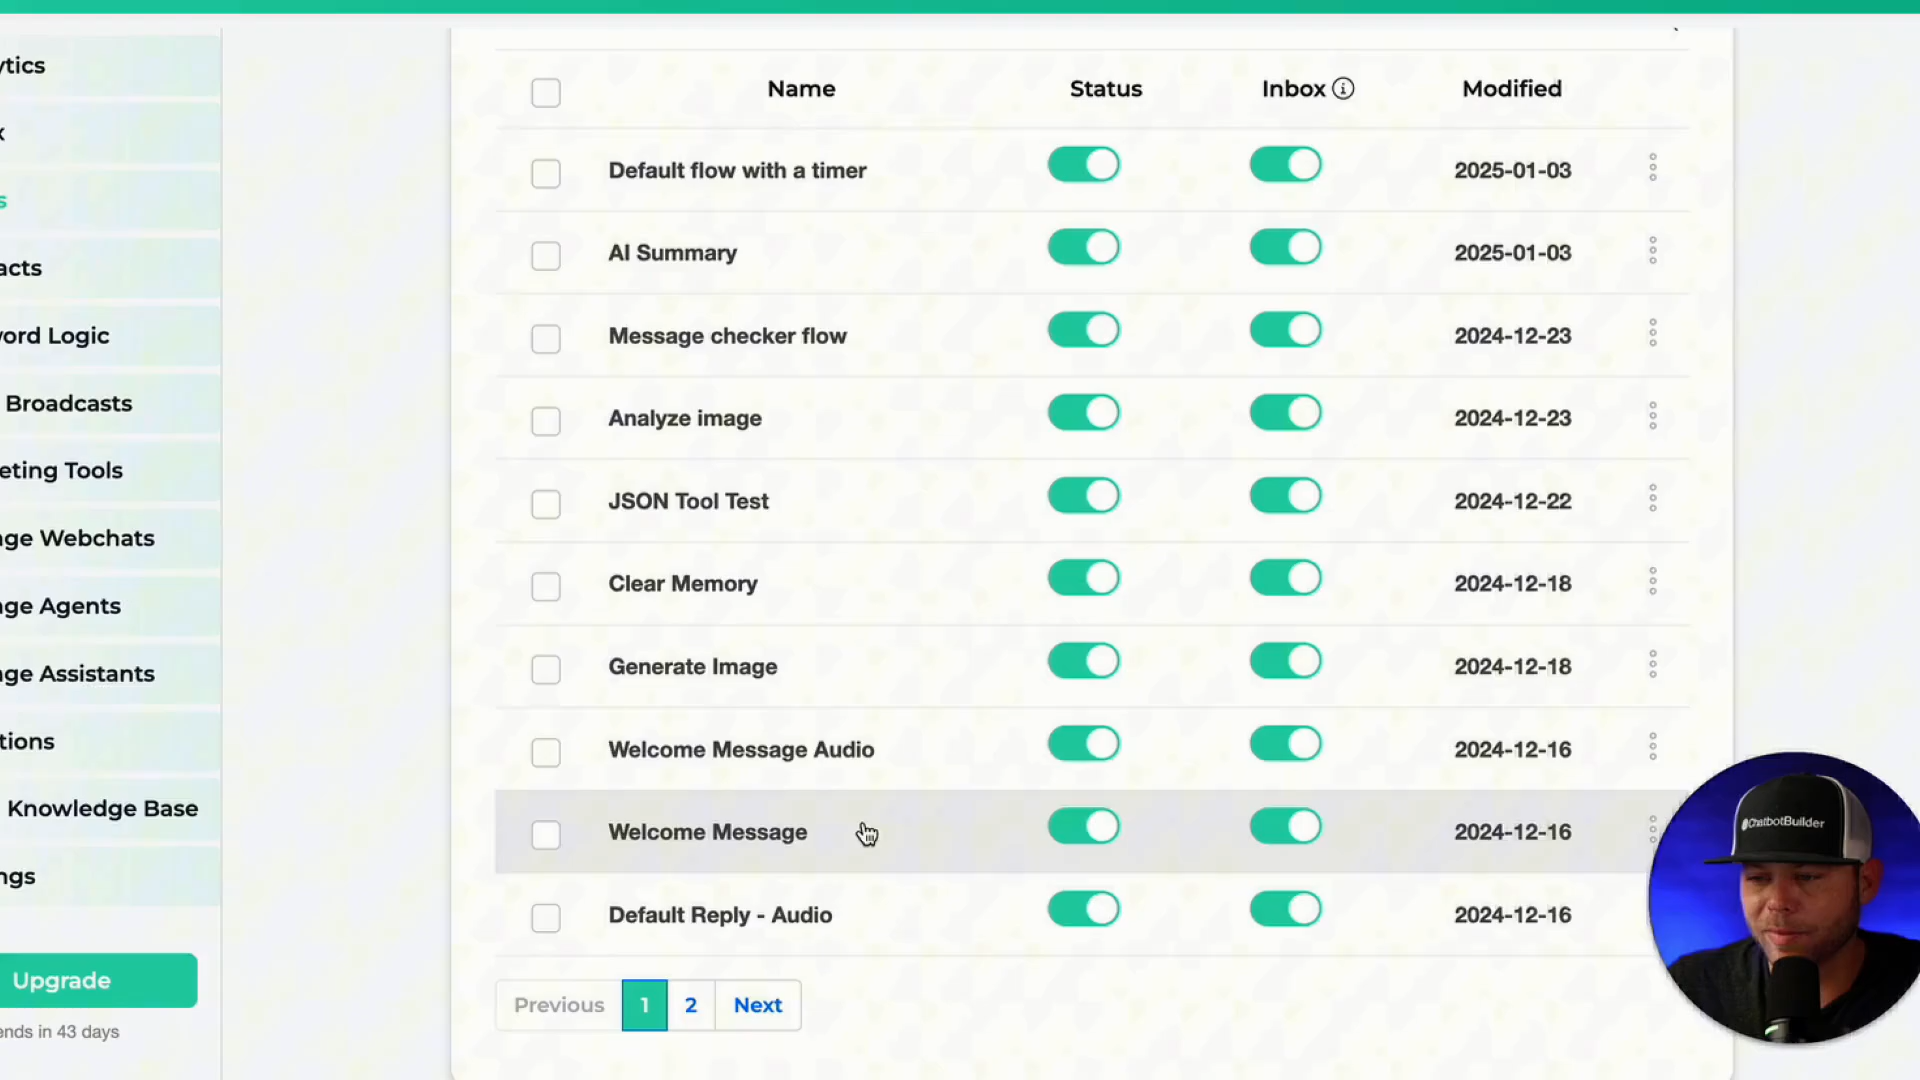 ytics
x
s
acts
vord Logic
Broadcasts
eting Tools
age Webchats
age Agents
age Assistants
tions
Knowledge Base
ngs
Upgrade
ends in 43 days
Name Status Inbox Modified
Default flow with a timer 2025-01-03
AI Summary 2025-01-03
Message checker flow 2024-12-23
Analyze image 2024-12-23
JSON Tool Test 2024-12-22
Clear Memory 2024-12-18
Generate Image 2024-12-18
Welcome Message Audio 2024-12-16
Welcome Message 2024-12-16
Default Reply - Audio 2024-12-16
Previous 1 2 Next
ChatbotBuilder